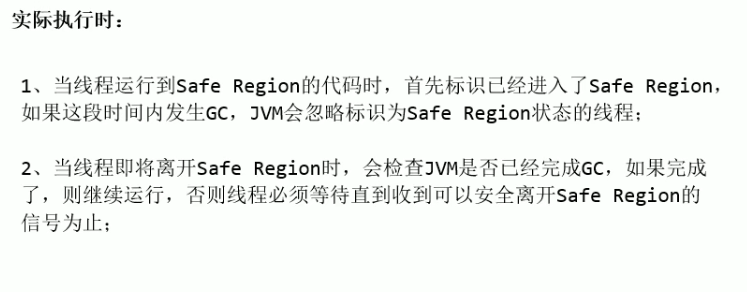 实际执行时：
1、当线程运行到Safe Region的代码时，首先标识已经进入了Safe Region，
如果这段时间内发生GC，JVM会忽略标识为Safe Region状态的线程；
2、当线程即将离开Safe Region时，会检查JVM是否已经完成GC，如果完成
了，则继续运行，否则线程必须等待直到收到可以安全离开Safe Region的
信号为止；